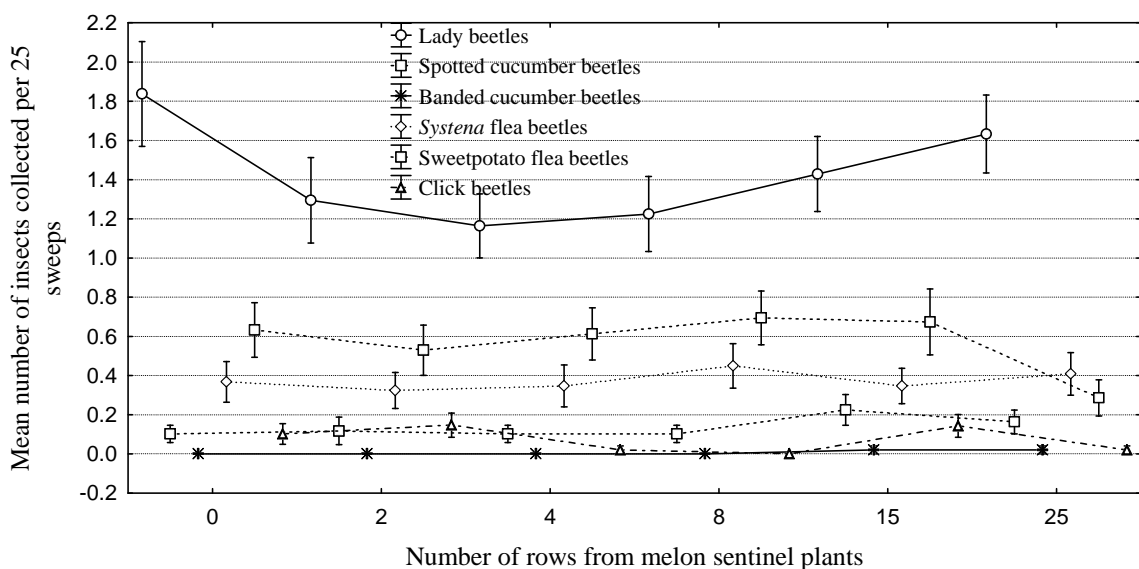 Mean number of insects collected per 25
sweeps
2.2
2.0
1.8
1.6
1.4
1.2
1.0
0.8
0.6
0.4
0.2
0.0
-0.2
Lady beetles
Spotted cucumber beetles
Banded cucumber beetles
Systena flea beetles
Sweetpotato flea beetles
Click beetles
0 2 4 8 15 25
Number of rows from melon sentinel plants